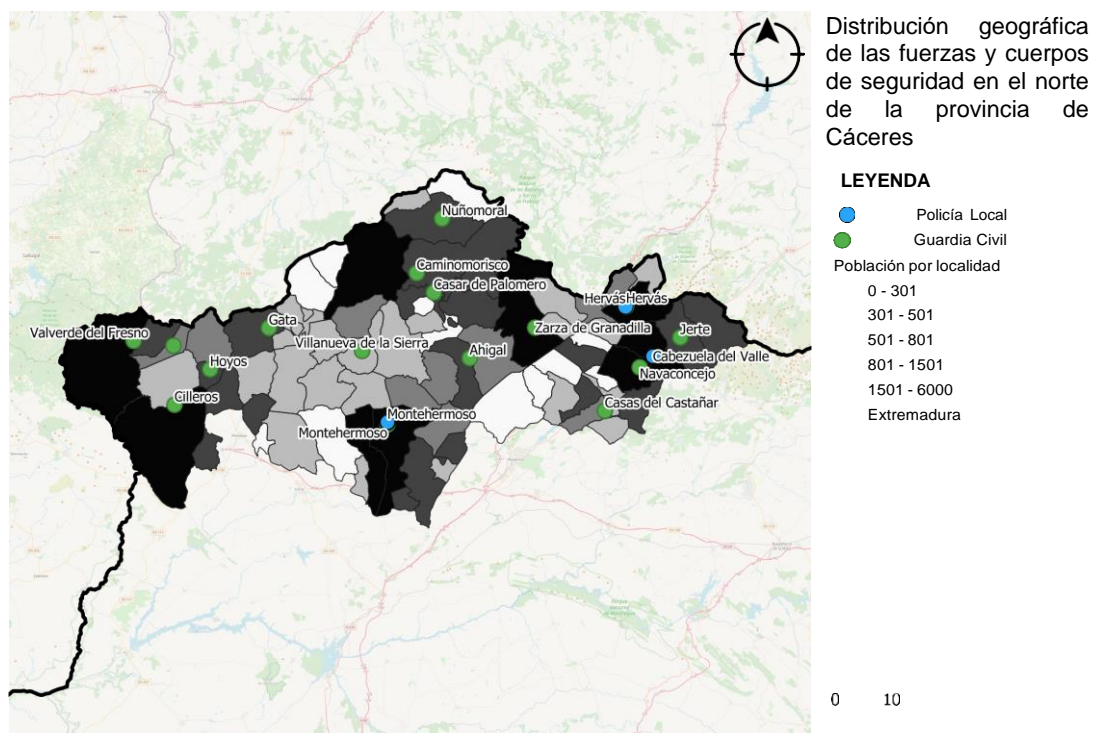 Distribución geográfica
de las fuerzas y cuerpos
de seguridad en el norte
de la provincia de
Cáceres
LEYENDA
Policía Local
Guardia Civil
Población por localidad
0 - 301
301 - 501
501 - 801
801 - 1501
1501 - 6000
Extremadura
0 10
Nuñomoral
Caminomorisco
Casar de Palomero
HervásHervás
Gata
Zarza de Granadilla
Jerte
Valverde del Fresno
Villanueva de la Sierra
Ahigal
Cabezuela del Valle
Hoyos
Navaconcejo
Cilleros
Casas del Castañar
Montehermoso
Montehermoso